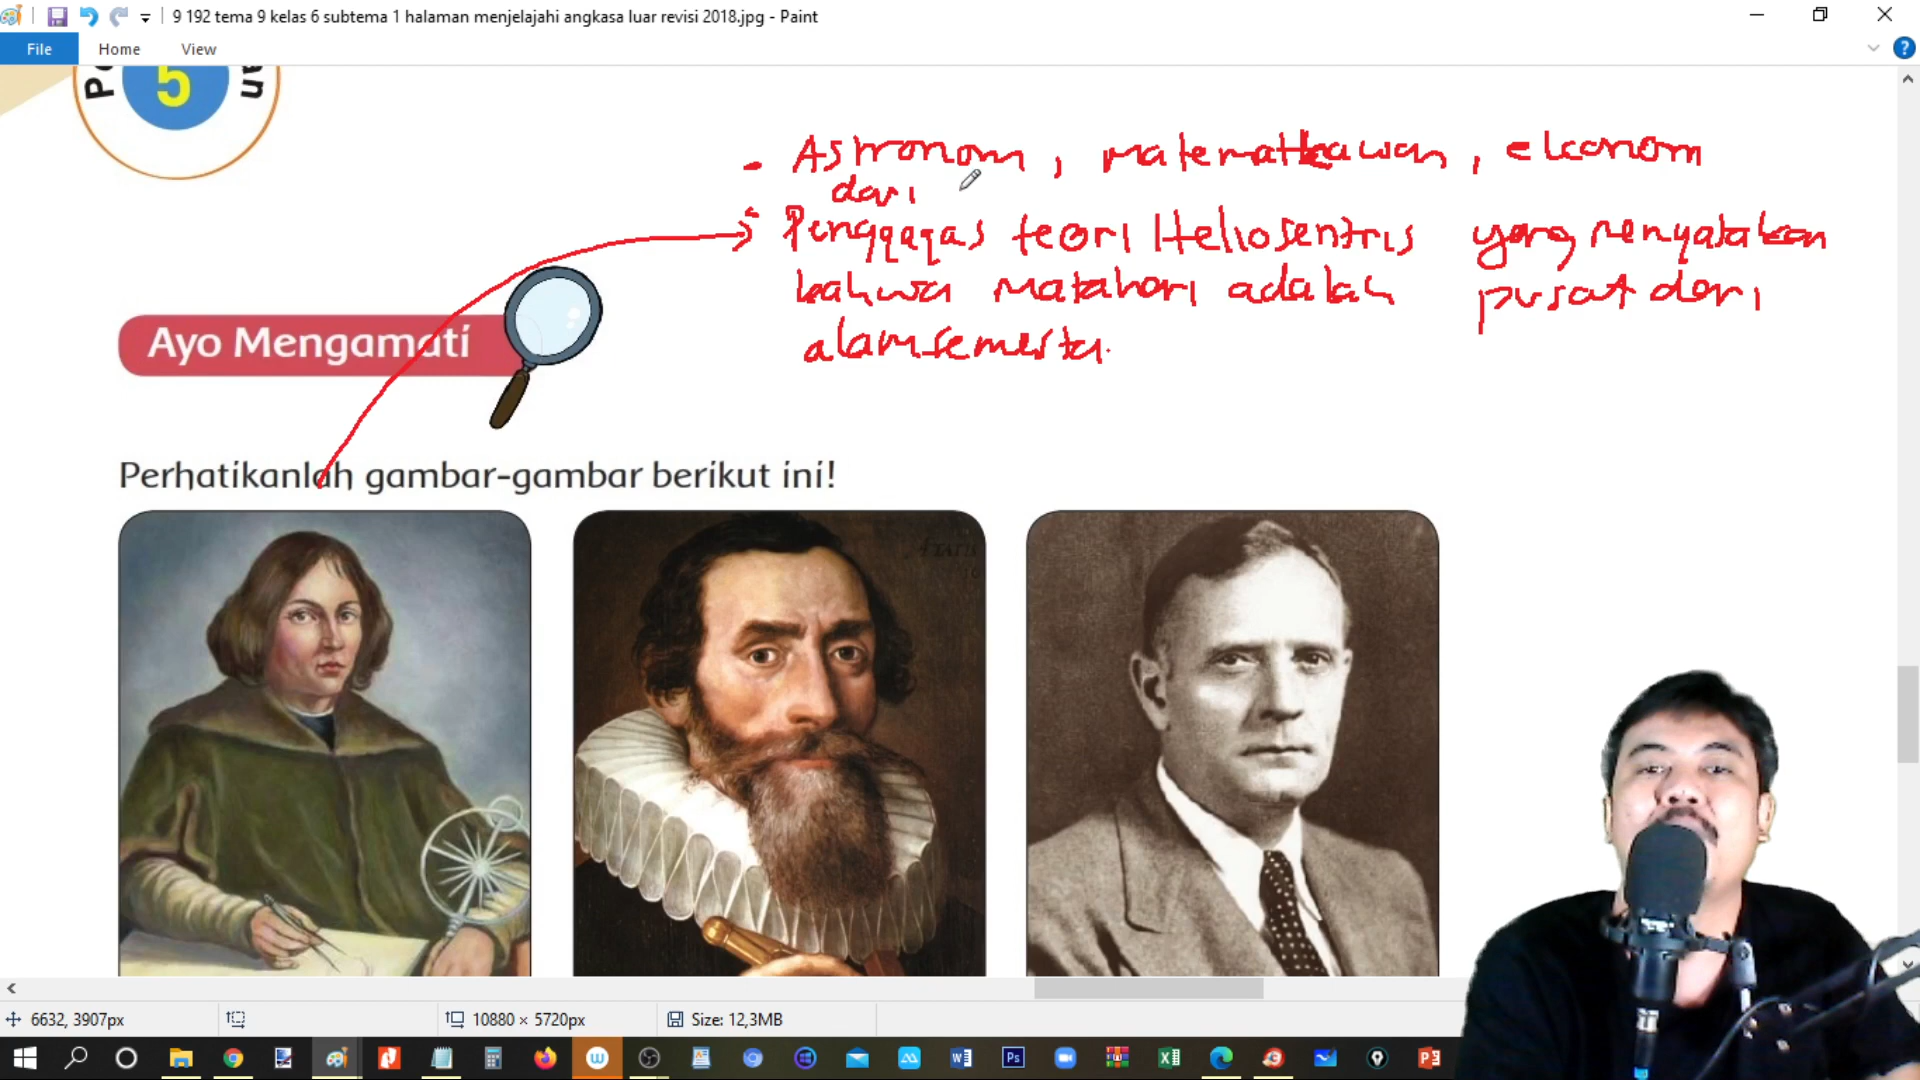 9 192 tema 9 kelas 6 subtema 1 halaman menjelajahi angkasa luar revisi 2018.jpg - Paint
File Home View
5
- Astronom, matematikawan, ekonom
dari
- Penggagas teori Heliosentris yang menyatakan
bahwa matahari adalah pusat dari
alam semesta.
Ayo Mengamati
Perhatikanlah gambar-gambar berikut ini!
6632, 3907px
10880 × 5720px
Size: 12,3MB